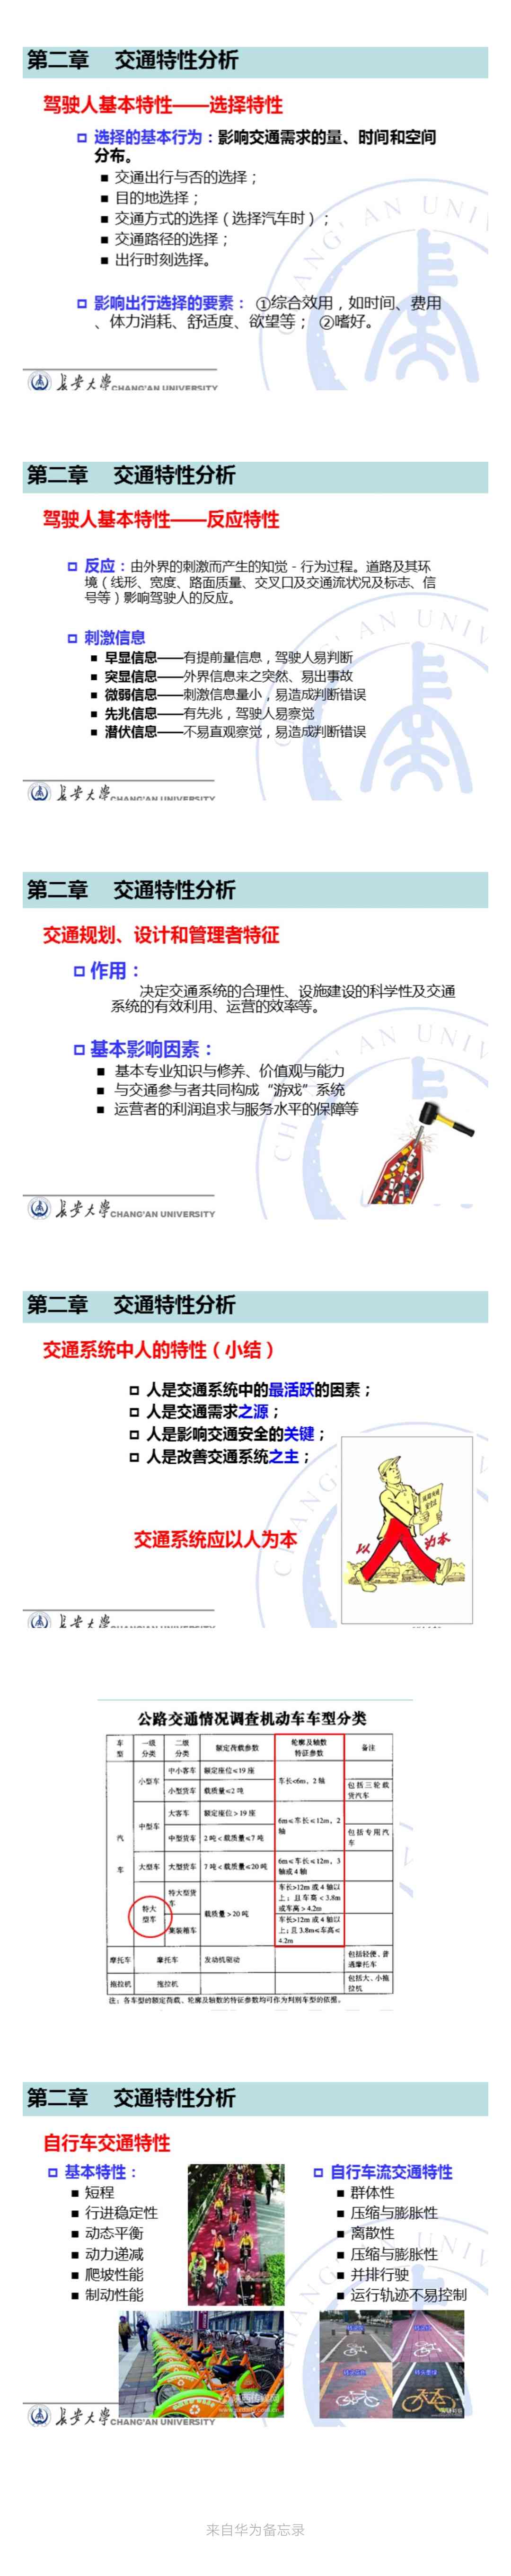 第二章 交通特性分析
驾驶人基本特性——选择特性
选择的基本行为：影响交通需求的量、时间和空间
分布。
交通出行与否的选择；
目的地选择；
交通方式的选择（选择汽车时）；
交通路径的选择；
出行时刻选择。
影响出行选择的要素： ①综合效用，如时间、费用
、体力消耗、舒适度、欲望等； ②嗜好。
长安大学 CHANG'AN UNIVERSITY
CHANG'AN UNIV
第二章 交通特性分析
驾驶人基本特性——反应特性
反应：由外界的刺激而产生的知觉－行为过程。道路及其环
境（线形、宽度、路面质量、交叉口及交通流状况及标志、信
号等）影响驾驶人的反应。
刺激信息
早显信息——有提前量信息，驾驶人易判断
突显信息——外界信息来之突然、易出事故
微弱信息——刺激信息量小，易造成判断错误
先兆信息——有先兆，驾驶人易察觉
潜伏信息——不易直观察觉，易造成判断错误
长安大学 CHANG'AN UNIVERSITY
第二章 交通特性分析
交通规划、设计和管理者特征
作用：
决定交通系统的合理性、设施建设的科学性及交通
系统的有效利用、运营的效率等。
基本影响因素：
基本专业知识与修养、价值观与能力
与交通参与者共同构成“游戏”系统
运营者的利润追求与服务水平的保障等
长安大学 CHANG'AN UNIVERSITY
第二章 交通特性分析
交通系统中人的特性（小结）
人是交通系统中的最活跃的因素；
人是交通需求之源；
人是影响交通安全的关键；
人是改善交通系统之主；
以 为本
交通系统应以人为本
长安大学
公路交通情况调查机动车车型分类
车型 一级分类 二级分类 额定荷载参数 轮廓及轴数特征参数 备注
汽车 小型车 中小客车 额定座位≤19座 车长<6m，2轴
小型货车 载质量≤2吨 包括三轮载货汽车
中型车 大客车 额定座位>19座 6m≤车长≤12m，2轴
中型货车 2吨<载质量≤7吨 包括专用汽车
大型车 大型货车 7吨<载质量≤20吨 6m≤车长≤12m，3轴或4轴
特大型车 特大型货车 载质量>20吨 车长>12m或4轴以上；且车高<3.8m或车高>4.2m
集装箱车 车长>12m或4轴以上；且3.8m≤车高≤4.2m
摩托车 摩托车 发动机驱动 包括轻便、普通摩托车
拖拉机 拖拉机 包括大、小拖拉机
注：各车型的额定荷载、轮廓及轴数的特征参数均可作为判别车型的依据。
第二章 交通特性分析
自行车交通特性
基本特性：
短程
行进稳定性
动态平衡
动力递减
爬坡性能
制动性能
自行车流交通特性
群体性
压缩与膨胀性
离散性
压缩与膨胀性
并排行驶
运行轨迹不易控制
长安大学 CHANG'AN UNIVERSITY
来自华为备忘录